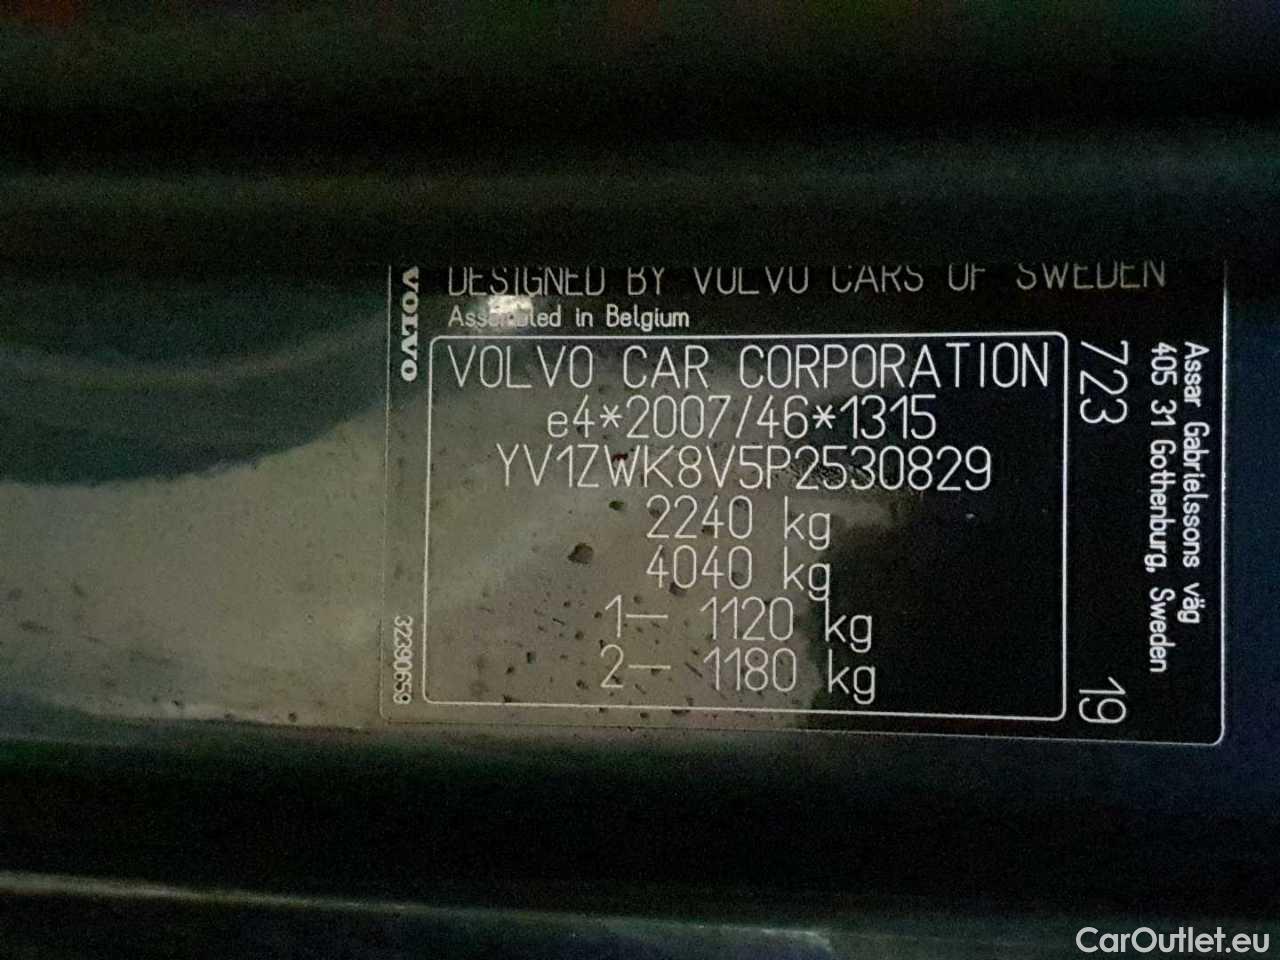 DESIGNED BY VOLVO CARS OF SWEDEN
Assembled in Belgium
VOLVO CAR CORPORATION
e4*2007/46*1315
YV1ZWK8V5P2530829
2240 kg
4040 kg
1— 1120 kg
2— 1180 kg
VOLVO
32390659
723
19
Assar Gabrielssons väg
405 31 Gothenburg, Sweden
CarOutlet.eu